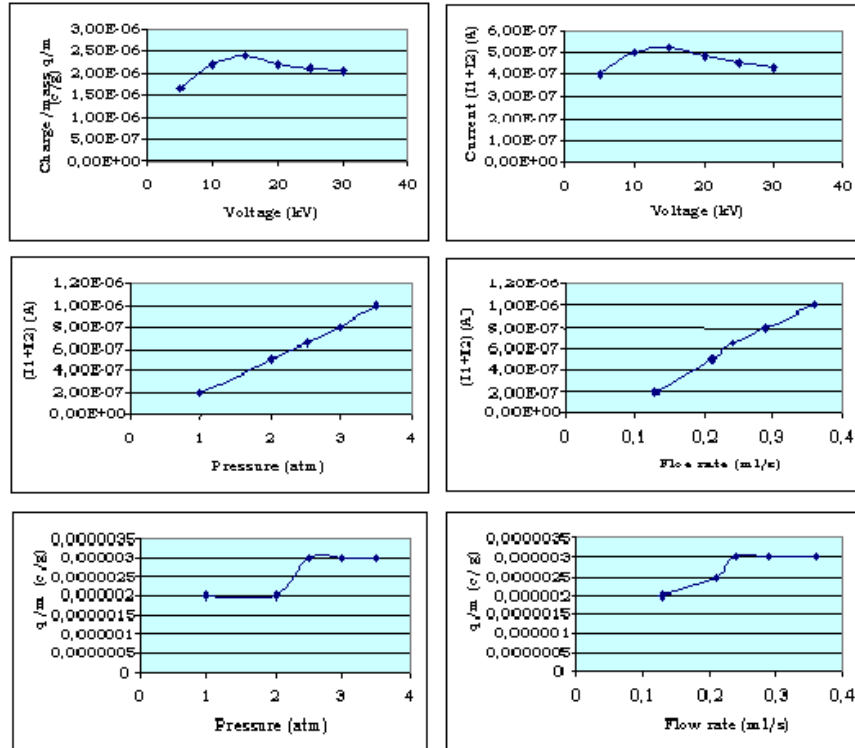 3,00E-06
2,50E-06
2,00E-06
1,50E-06
1,00E-06
5,00E-07
0,00E+00
Charge/mass q/m
(c/g)
0 10 20 30 40
Voltage (kV)
6,00E-07
5,00E-07
4,00E-07
3,00E-07
2,00E-07
1,00E-07
0,00E+00
Current (I1+I2) (A)
0 10 20 30 40
Voltage (kV)
1,20E-06
1,00E-06
8,00E-07
6,00E-07
4,00E-07
2,00E-07
0,00E+00
(I1+I2) (A)
0 1 2 3 4
Pressure (atm)
1,20E-06
1,00E-06
8,00E-07
6,00E-07
4,00E-07
2,00E-07
0,00E+00
(I1+I2) (A)
0 0,1 0,2 0,3 0,4
Floe rate (ml/s)
0,0000035
0,000003
0,0000025
0,000002
0,0000015
0,000001
0,0000005
0
q/m (c/g)
0 1 2 3 4
Pressure (atm)
0,0000035
0,000003
0,0000025
0,000002
0,0000015
0,000001
0,0000005
0
q/m (c/g)
0 0,1 0,2 0,3 0,4
Flow rate (ml/s)